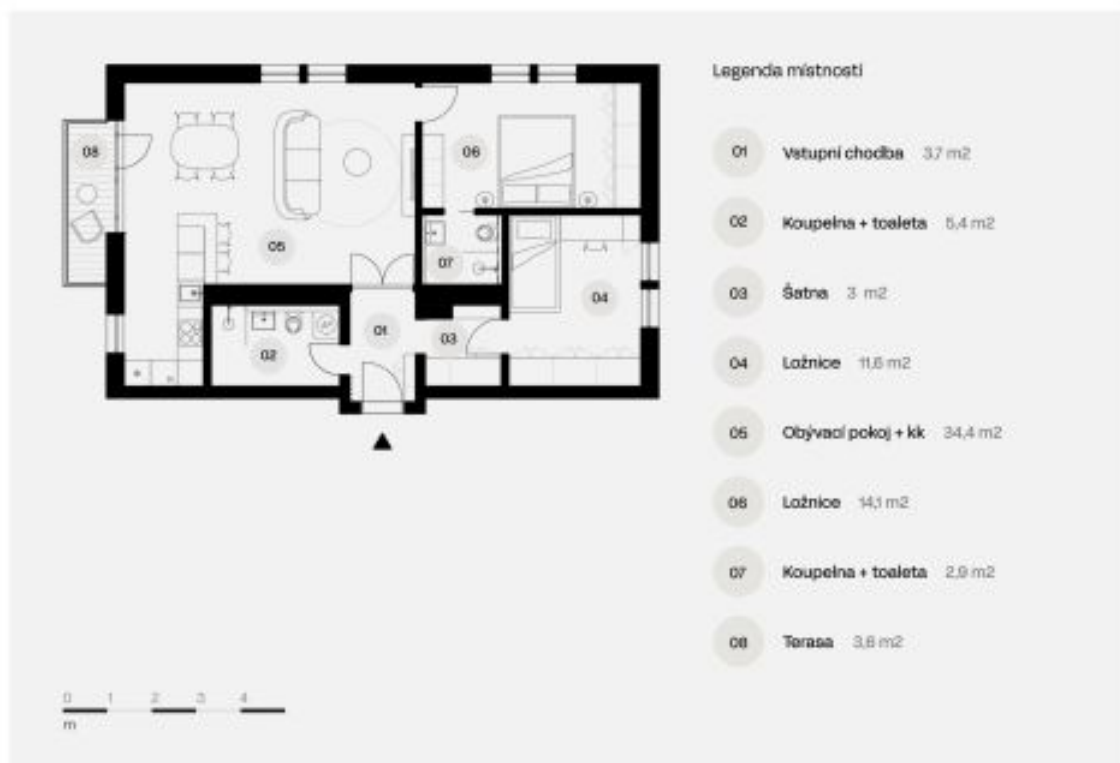 Legenda místností
01 Vstupní chodba 3,7 m2
02 Koupelna + toaleta 5,4 m2
03 Šatna 3 m2
04 Ložnice 11,6 m2
05 Obývací pokoj + kk 34,4 m2
06 Ložnice 14,1 m2
07 Koupelna + toaleta 2,9 m2
08 Terasa 3,6 m2
08
06
05
07
04
01
03
02
0 1 2 3 4
m